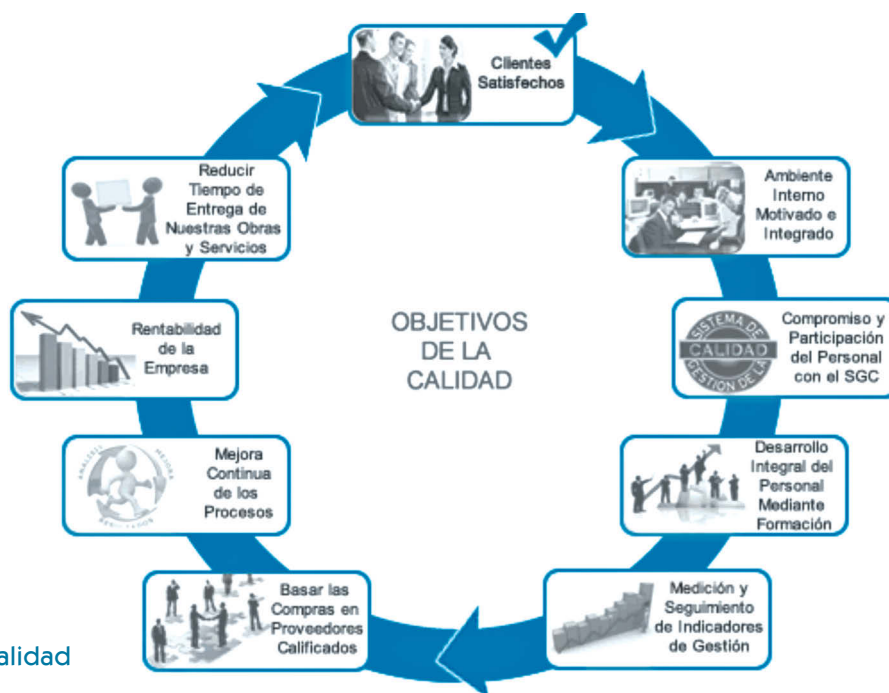 Clientes
Satisfechos
Ambiente
Interno
Motivado e
Integrado
Compromiso y
Participación
del Personal
con el SGC
SISTEMA DE
CALIDAD
GESTIÓN DE LA
Desarrollo
Integral del
Personal
Mediante
Formación
Medición y
Seguimiento
de Indicadores
de Gestión
Basar las
Compras en
Proveedores
Calificados
Mejora
Continua
de los
Procesos
ANÁLISIS
MEJORA
RESULTADOS
Rentabilidad
de la
Empresa
Reducir
Tiempo de
Entrega de
Nuestras Obras
y Servicios
OBJETIVOS
DE LA
CALIDAD
alidad